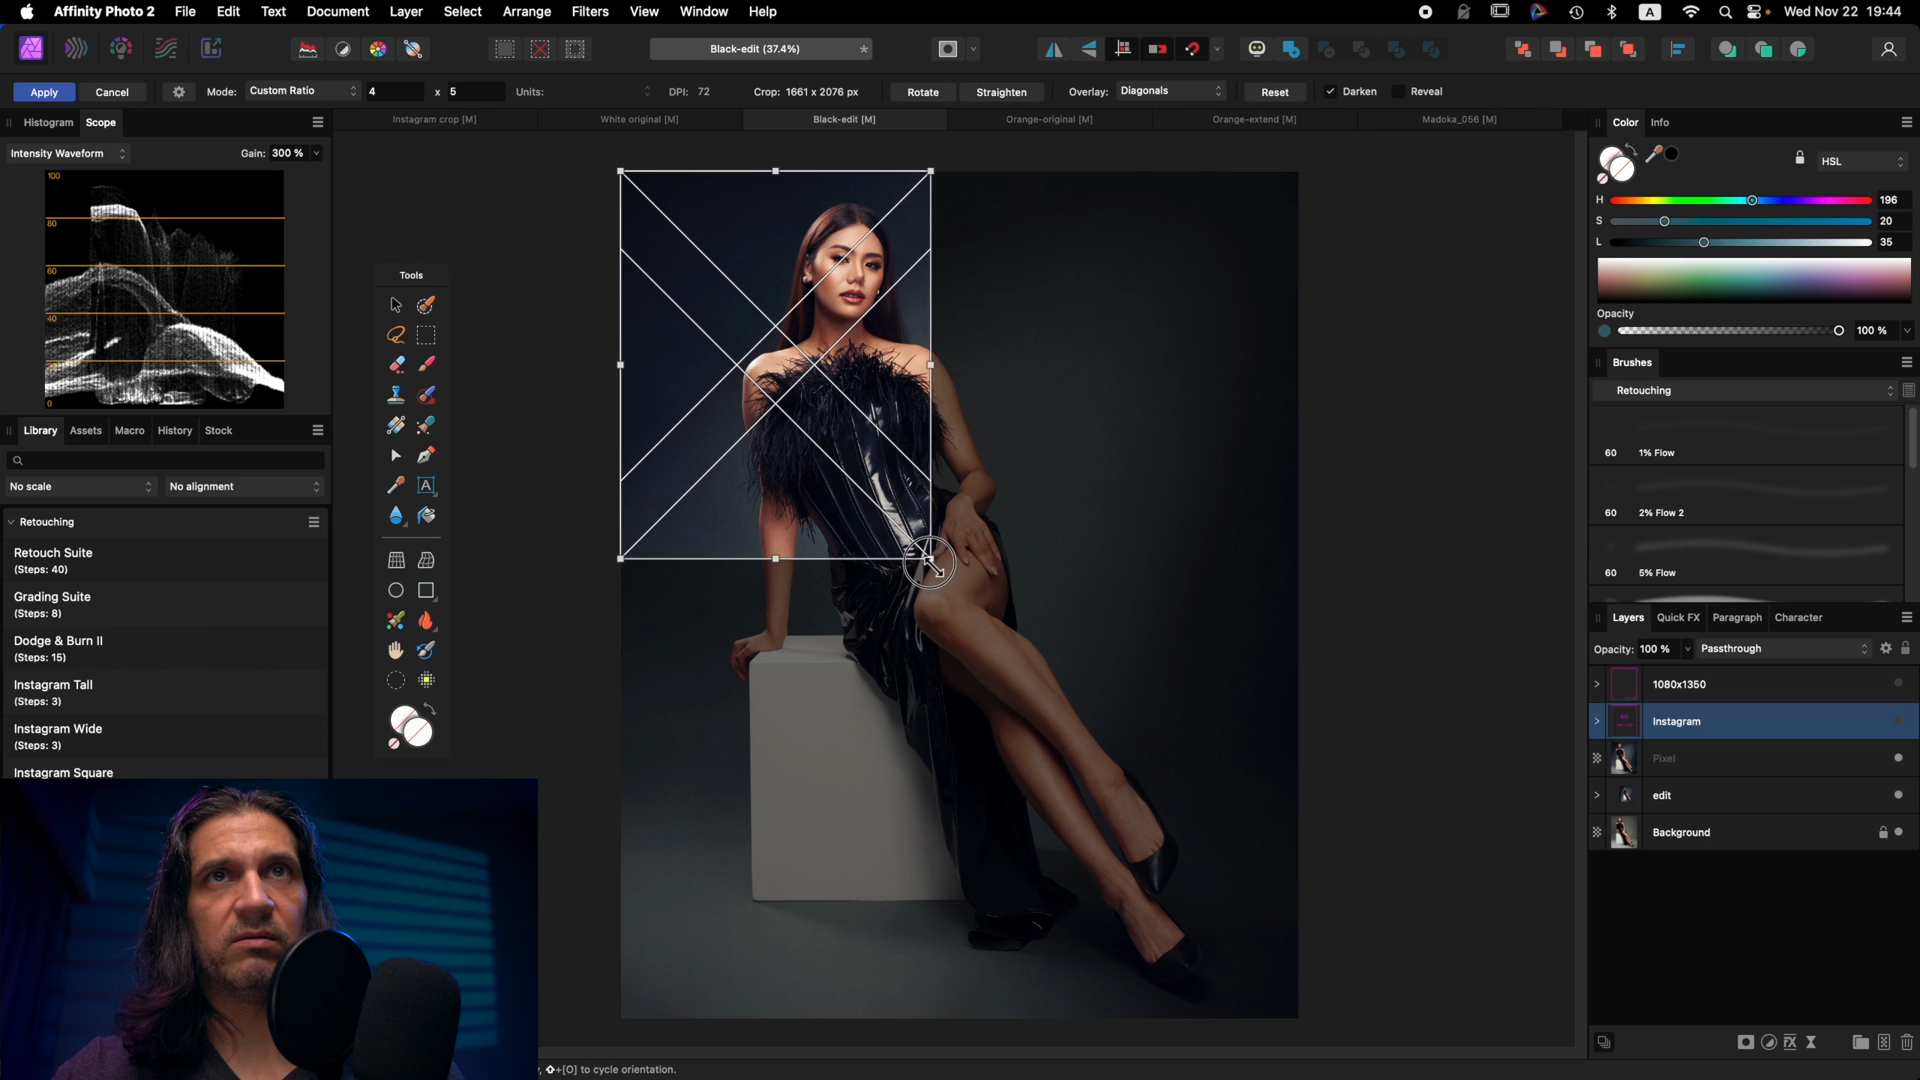 Affinity Photo 2 File Edit Text Document Layer Select Arrange Filters View Window Help A Wed Nov 22 19:44
Black-edit (37.4%) *
Apply Cancel Mode: Custom Ratio 4 x 5 Units: DPI: 72 Crop: 1661 x 2076 px Rotate Straighten Overlay: Diagonals Reset Darken Reveal
Histogram Scope
Instagram crop [M] White original [M] Black-edit [M] Orange-original [M] Orange-extend [M] Madoka_056 [M]
Intensity Waveform Gain: 300 %
100
80
60
40
0
Library Assets Macro History Stock
No scale No alignment
Retouching
Retouch Suite
(Steps: 40)
Grading Suite
(Steps: 8)
Dodge & Burn II
(Steps: 15)
Instagram Tall
(Steps: 3)
Instagram Wide
(Steps: 3)
Instagram Square
Tools
A
Color Info
HSL
H 196
S 20
L 35
Opacity
100 %
Brushes
Retouching
60 1% Flow
60 2% Flow 2
60 5% Flow
Layers Quick FX Paragraph Character
Opacity: 100 % Passthrough
1080x1350
Instagram
Pixel
edit
Background
+[O] to cycle orientation.